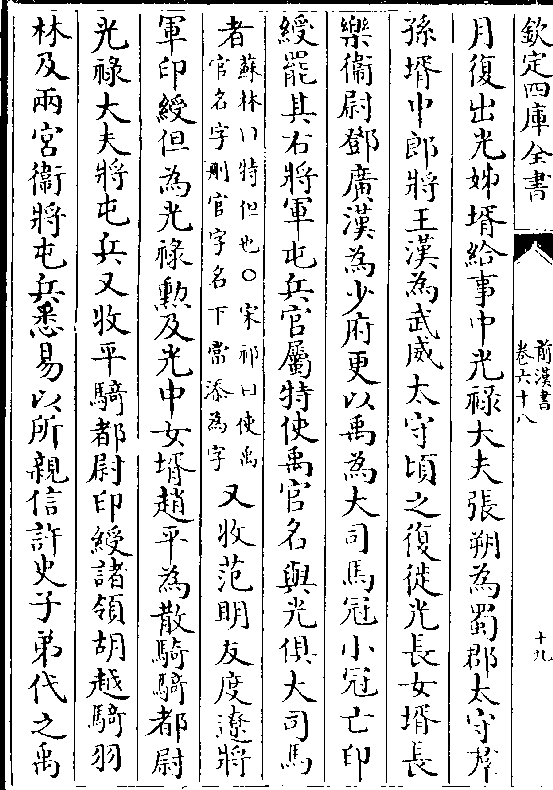 欽定四庫全書
前漢書
卷六十八
十九
月復出光姊壻給事中光祿大夫張朔為蜀郡太守羣
孫壻中郎將王漢為武威太守頃之復徙光長女壻長
樂衞尉鄧廣漢為少府更以禹為大司馬冠小冠亡印
綬罷其右將軍屯兵官屬特使禹官名與光俱大司馬
者蘇林曰特但也○宋祁曰使禹
官名字刪官字名下當添為字又收范明友度遼將
軍印綬但為光祿勲及光中女壻趙平為散騎騎都尉
光祿大夫將屯兵又收平騎都尉印綬諸領胡越騎羽
林及兩宮衞將屯兵悉易以所親信許史子弟代之禹